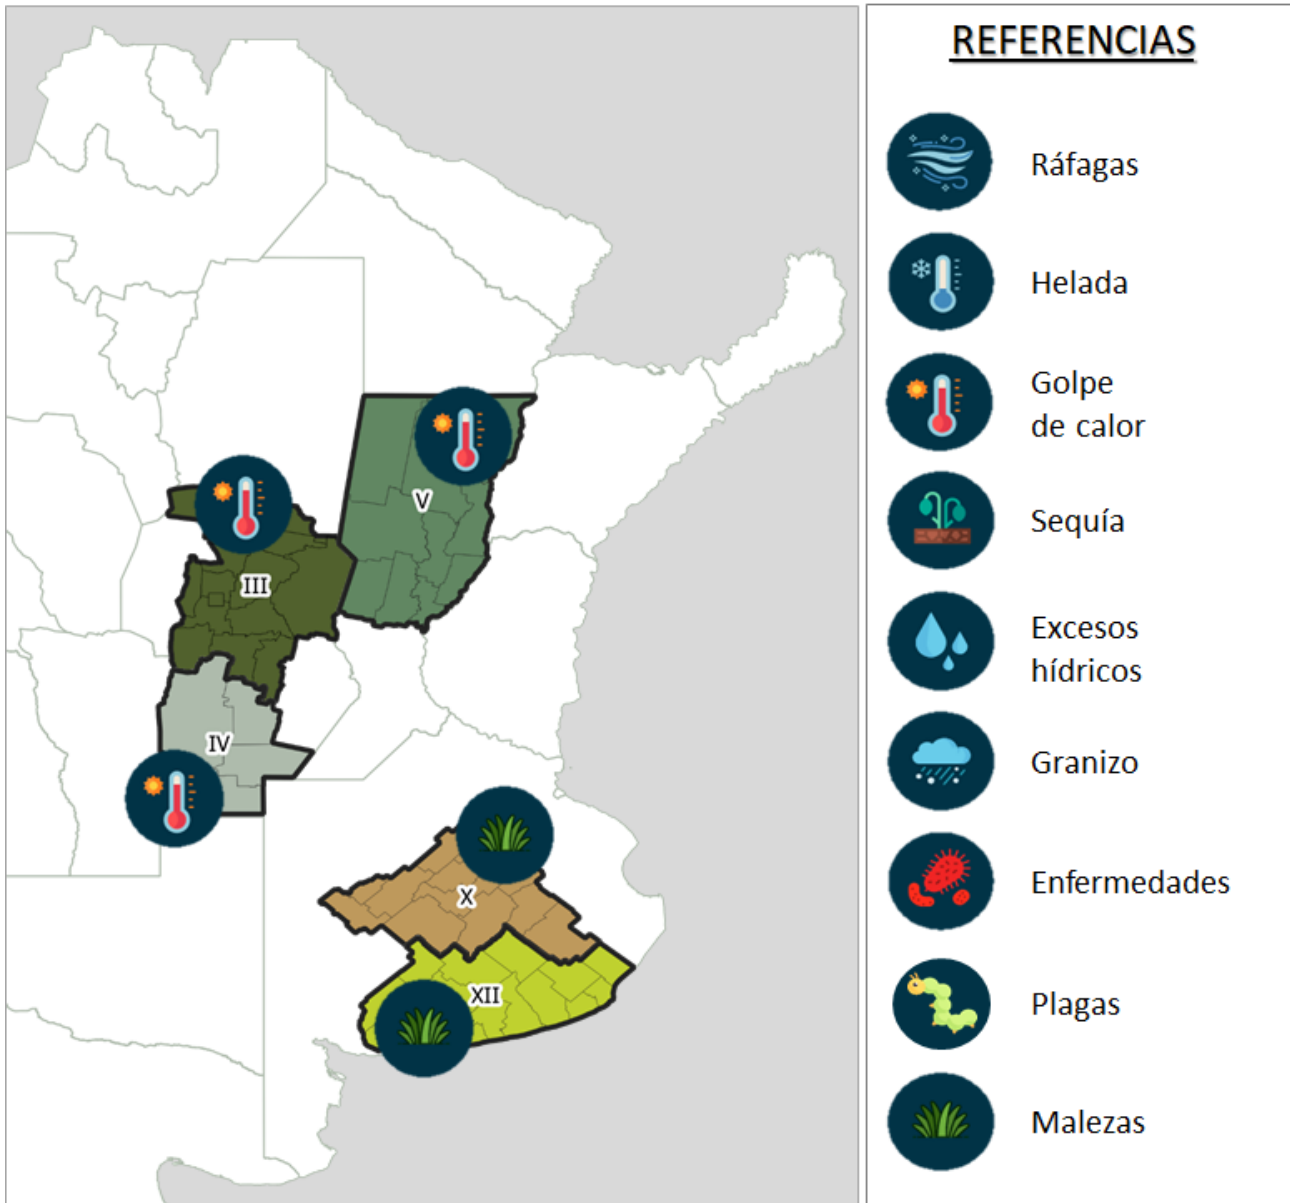 REFERENCIAS
Ráfagas
Helada
Golpe
de calor
Sequía
Excesos
hídricos
Granizo
Enfermedades
Plagas
Malezas
V
III
IV
X
XII